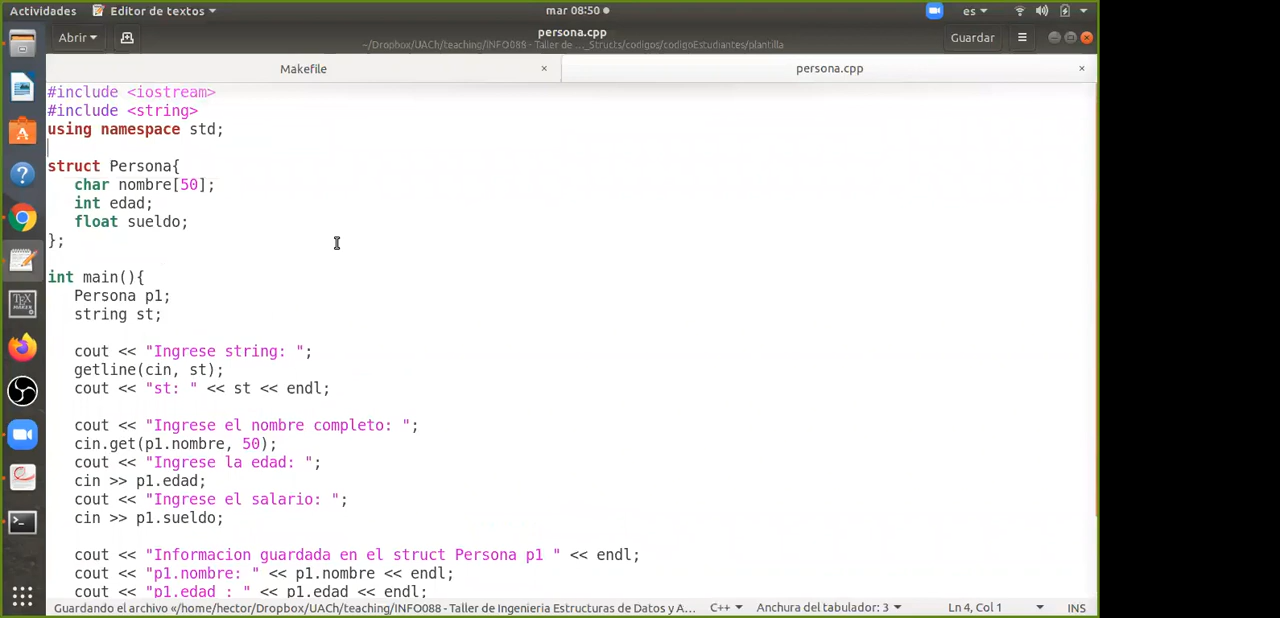 Actividades Editor de textos mar 08:50 es
Abrir persona.cpp Guardar
~/Dropbox/UACh/teaching/INFO088 - Taller de ..._Structs/codigos/codigoEstudiantes/plantilla
Makefile × persona.cpp ×
#include <iostream>
#include <string>
using namespace std;
struct Persona{
char nombre[50];
int edad;
float sueldo;
};
int main(){
Persona p1;
string st;
cout << "Ingrese string: ";
getline(cin, st);
cout << "st: " << st << endl;
cout << "Ingrese el nombre completo: ";
cin.get(p1.nombre, 50);
cout << "Ingrese la edad: ";
cin >> p1.edad;
cout << "Ingrese el salario: ";
cin >> p1.sueldo;
cout << "Informacion guardada en el struct Persona p1 " << endl;
cout << "p1.nombre: " << p1.nombre << endl;
cout << "p1.edad : " << p1.edad << endl;
Guardando el archivo «/home/hector/Dropbox/UACh/teaching/INFO088 - Taller de Ingenieria Estructuras de Datos y A... C++ Anchura del tabulador: 3 Ln 4, Col 1 INS